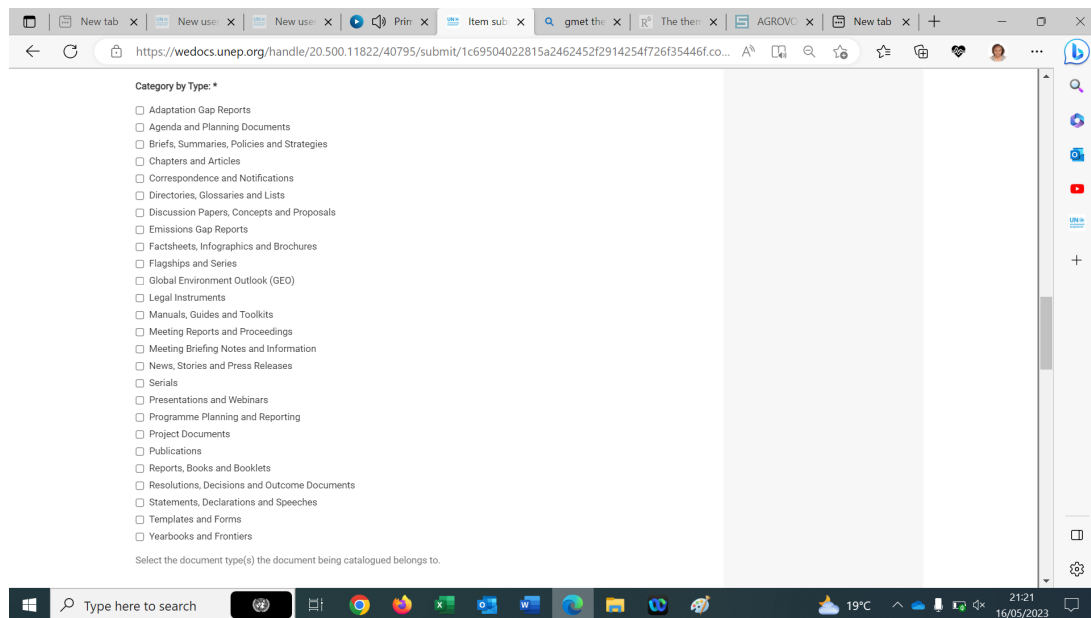 New tab
New use
New use
Prim
Item sub
gmet the
The them
AGROVO
New tab
https://wedocs.unep.org/handle/20.500.11822/40795/submit/1c69504022815a2462452f2914254f726f35446f.co...
Category by Type: *
Adaptation Gap Reports
Agenda and Planning Documents
Briefs, Summaries, Policies and Strategies
Chapters and Articles
Correspondence and Notifications
Directories, Glossaries and Lists
Discussion Papers, Concepts and Proposals
Emissions Gap Reports
Factsheets, Infographics and Brochures
Flagships and Series
Global Environment Outlook (GEO)
Legal Instruments
Manuals, Guides and Toolkits
Meeting Reports and Proceedings
Meeting Briefing Notes and Information
News, Stories and Press Releases
Serials
Presentations and Webinars
Programme Planning and Reporting
Project Documents
Publications
Reports, Books and Booklets
Resolutions, Decisions and Outcome Documents
Statements, Declarations and Speeches
Templates and Forms
Yearbooks and Frontiers
Select the document type(s) the document being catalogued belongs to.
Type here to search
19°C
21:21
16/05/2023